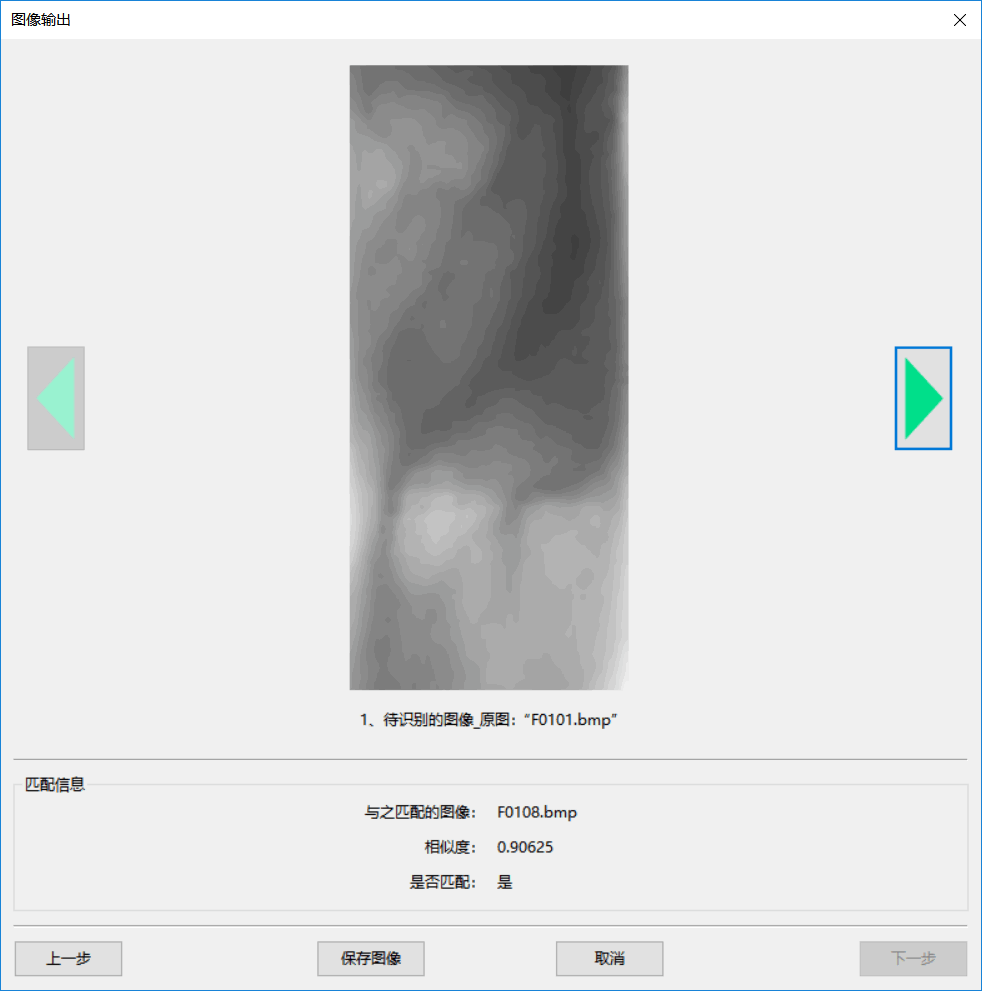 图像输出
1、待识别的图像_原图：“F0101.bmp”
匹配信息
与之匹配的图像： F0108.bmp
相似度： 0.90625
是否匹配： 是
上一步 保存图像 取消 下一步